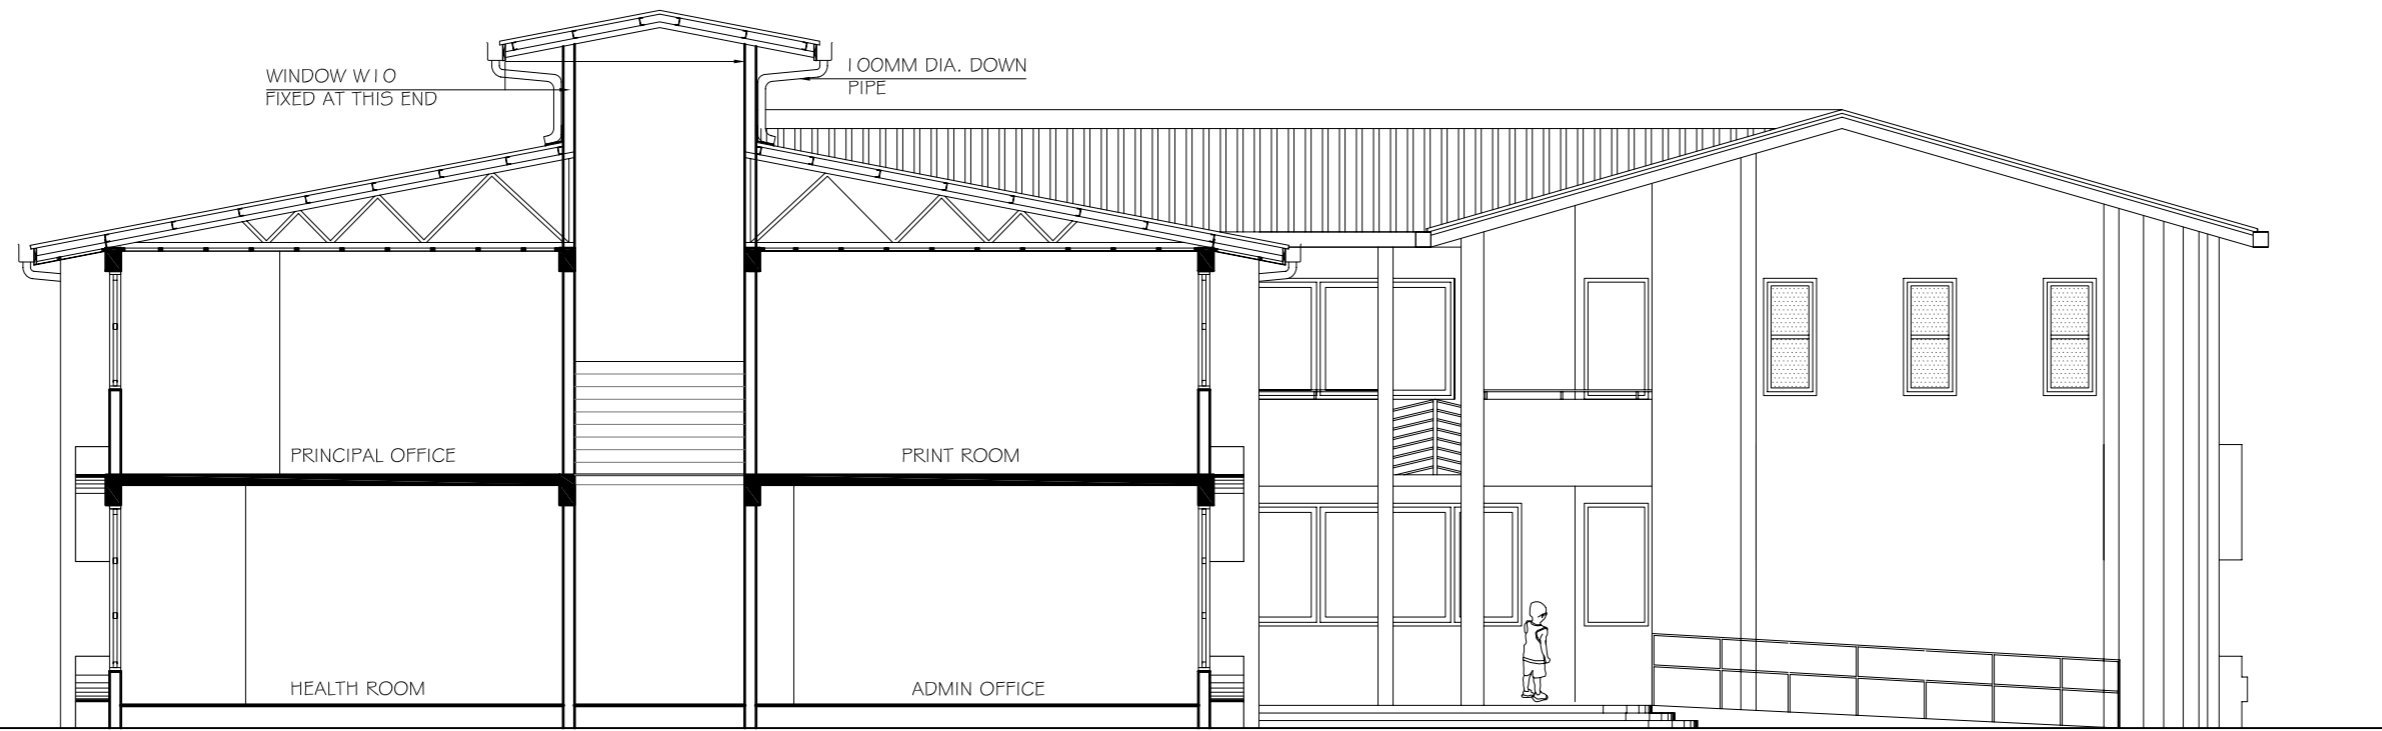 WINDOW W10
FIXED AT THIS END
100MM DIA. DOWN
PIPE
PRINCIPAL OFFICE
PRINT ROOM
HEALTH ROOM
ADMIN OFFICE